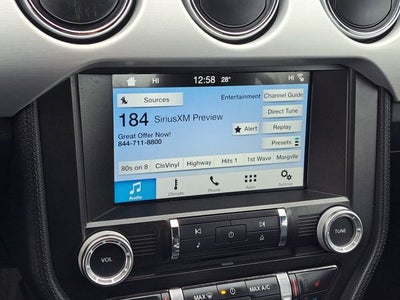 HI 12:58 28° HI
Sources Entertainment Channel Guide
Direct Tune
184 SiriusXM Preview
Great Offer Now! Alert Replay
844-711-8800
Presets
80s on 8 ClsVinyl Highway Hits 1 1st Wave Margvlle
Audio Climate Phone Apps Settings
VOL TUNE
MAX MAX A/C